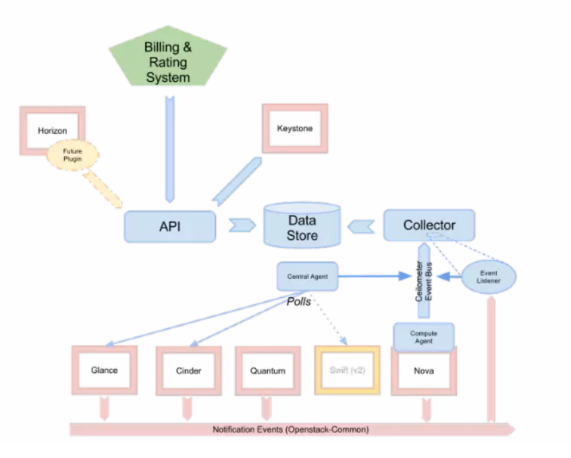 Billing &
Rating
System
Horizon
Future
Plugin
Keystone
API
Data
Store
Collector
Central Agent
Ceilometer
Event Bus
Event
Listener
Polls
Compute
Agent
Glance
Cinder
Quantum
Swift (v2)
Nova
Notification Events (Openstack-Common)